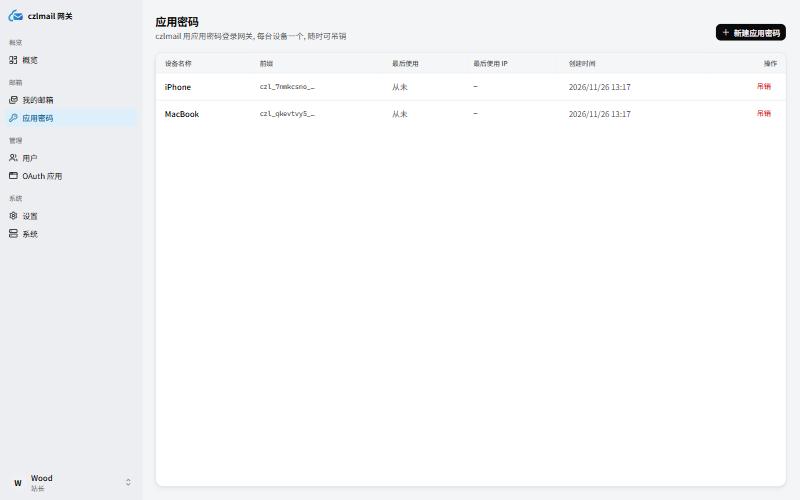 czlmail 网关
概览
概览
邮箱
我的邮箱
应用密码
管理
用户
OAuth 应用
系统
设置
系统
W
Wood
站长
应用密码
czlmail 用应用密码登录网关, 每台设备一个, 随时可吊销
+ 新建应用密码
设备名称 前缀 最后使用 最后使用 IP 创建时间 操作
iPhone czl_7nmkcsno_… 从未 – 2026/11/26 13:17 吊销
MacBook czl_qkevtvy5_… 从未 – 2026/11/26 13:17 吊销